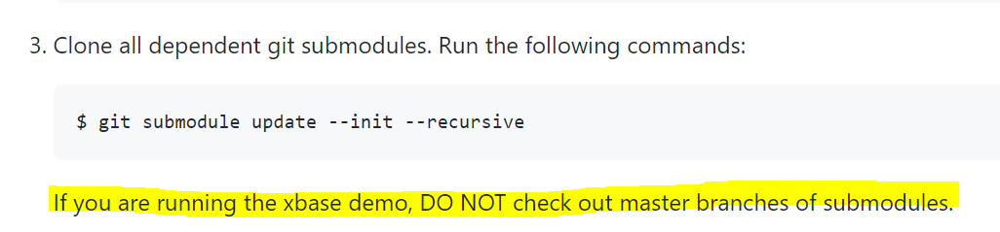 3. Clone all dependent git submodules. Run the following commands:
$ git submodule update --init --recursive
If you are running the xbase demo, DO NOT check out master branches of submodules.